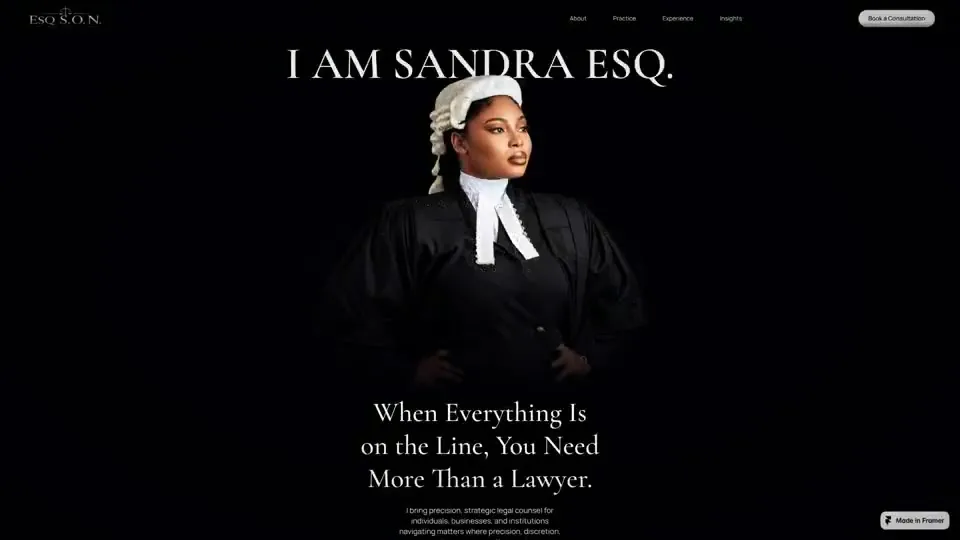 ESQ S.O.N.
About
Practice
Experience
Insights
Book a Consultation
I AM SANDRA ESQ.
When Everything Is
on the Line, You Need
More Than a Lawyer.
I bring precision, strategic legal counsel for
individuals, businesses, and institutions
navigating matters where precision, discretion,
Made in Framer